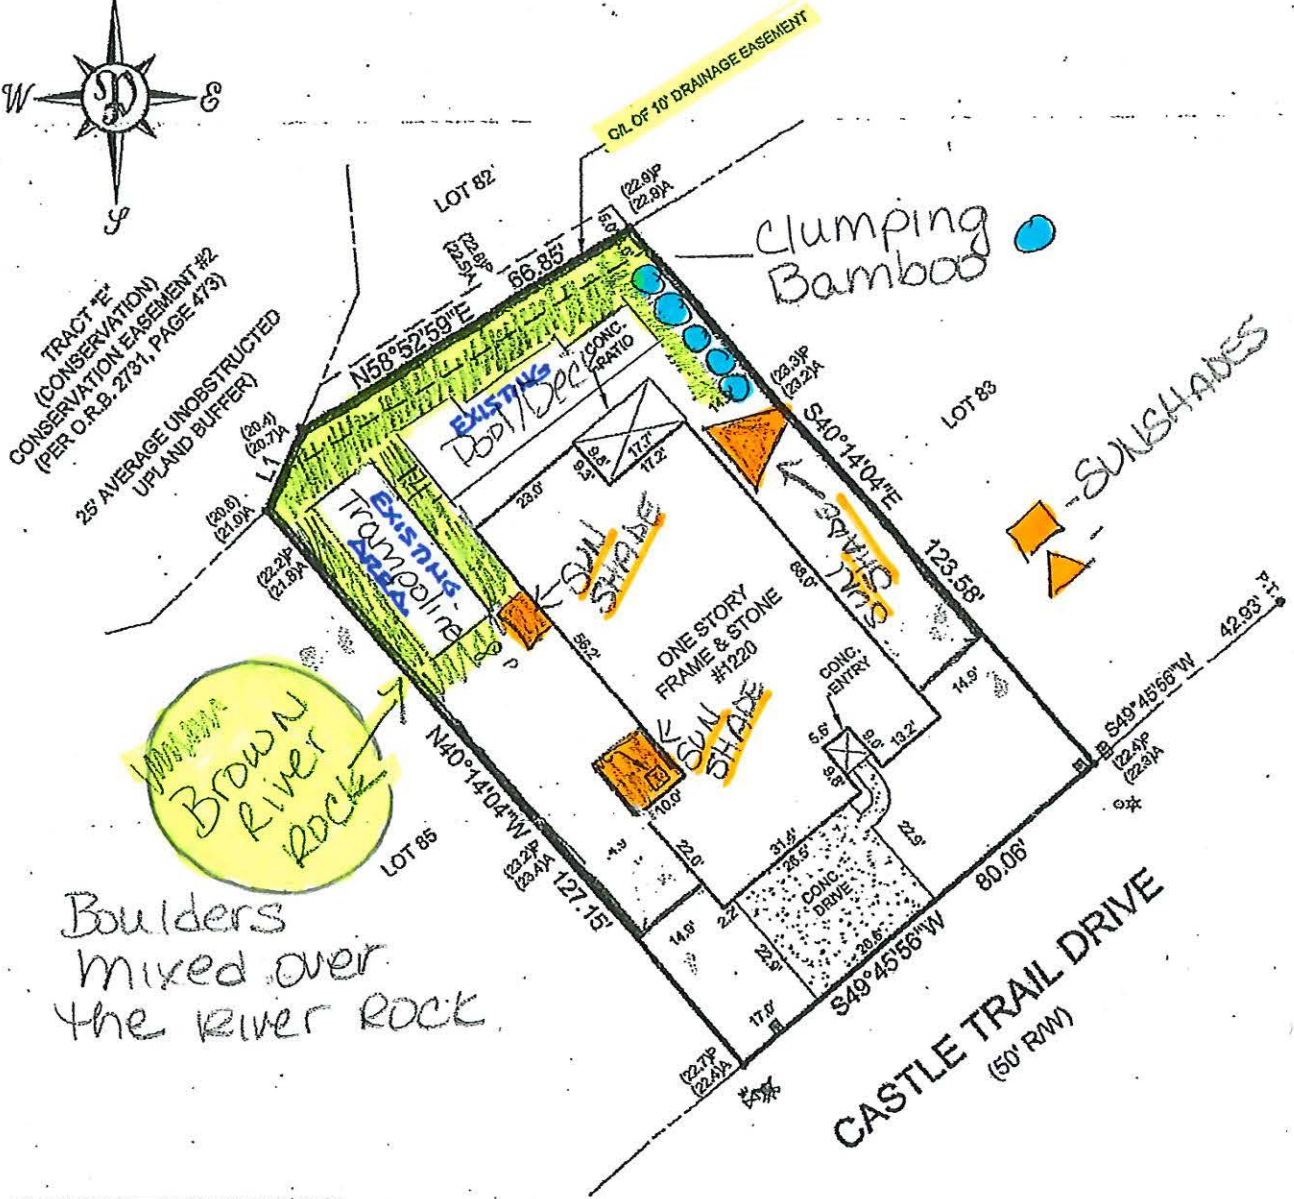 W
E
S
C/L OF 10' DRAINAGE EASEMENT
LOT 82
(22.9)P
(22.9)A
5.0'
Clumping
Bamboo
(22.6)P
(22.5)A
66.85'
N58°52'59"E
TRACT "E"
(CONSERVATION)
CONSERVATION EASEMENT #2
(PER O.R.B. 2731, PAGE 473)
25' AVERAGE UNOBSTRUCTED
UPLAND BUFFER)
(20.4)
(20.7)A
L1
(20.6)
(21.0)A
(22.2)P
(21.8)A
EXISTING
Pool/Deck
CONC.
PATIO
(23.3)P
(23.2)A
LOT 83
SUNSHADES
S40°14'04"E
123.58'
EXISTING
Trampoline
AREA
23.0'
9.8'
9.3'
17.7'
17.2'
SUN
SHADE
SUN
SHADE
88.0'
56.2'
ONE STORY
FRAME & STONE
#1220
CONC.
ENTRY
5.6'
9.0'
13.2'
14.9'
42.93'
P.T.
S49°45'56"W
(22.4)P
(22.3)A
SUN
SHADE
10.0'
Brown
River
ROCK
N40°14'04"W
127.15'
(23.2)P
(23.4)A
LOT 85
22.0'
31.4'
26.5'
CONC.
DRIVE
22.9'
80.06'
2.2'
14.9'
22.9'
26.6'
S49°45'56"W
17.0'
(22.7)P
(22.4)A
Boulders
mixed over
the River ROCK.
CASTLE TRAIL DRIVE
(50' R/W)